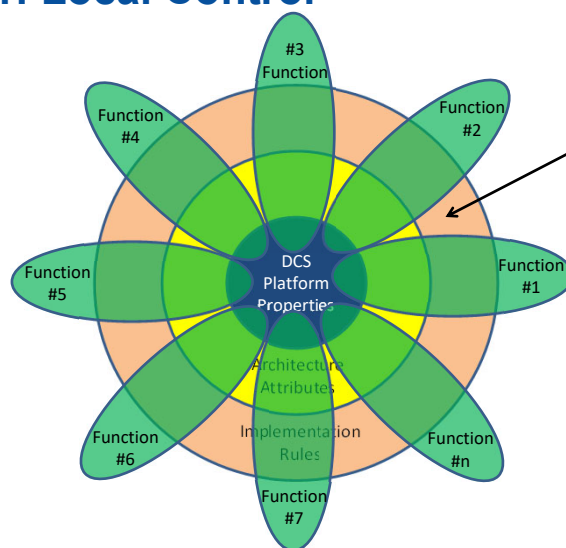 Local Control
#3
Function
Function
#4
Function
#2
Function
#5
DCS
Platform
Properties
Function
#1
Architecture
Attributes
Function
#6
Implementation
Rules
Function
#n
Function
#7